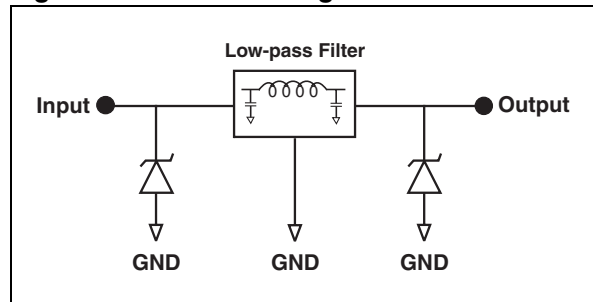 Low-pass Filter
Input
Output
GND
GND
GND